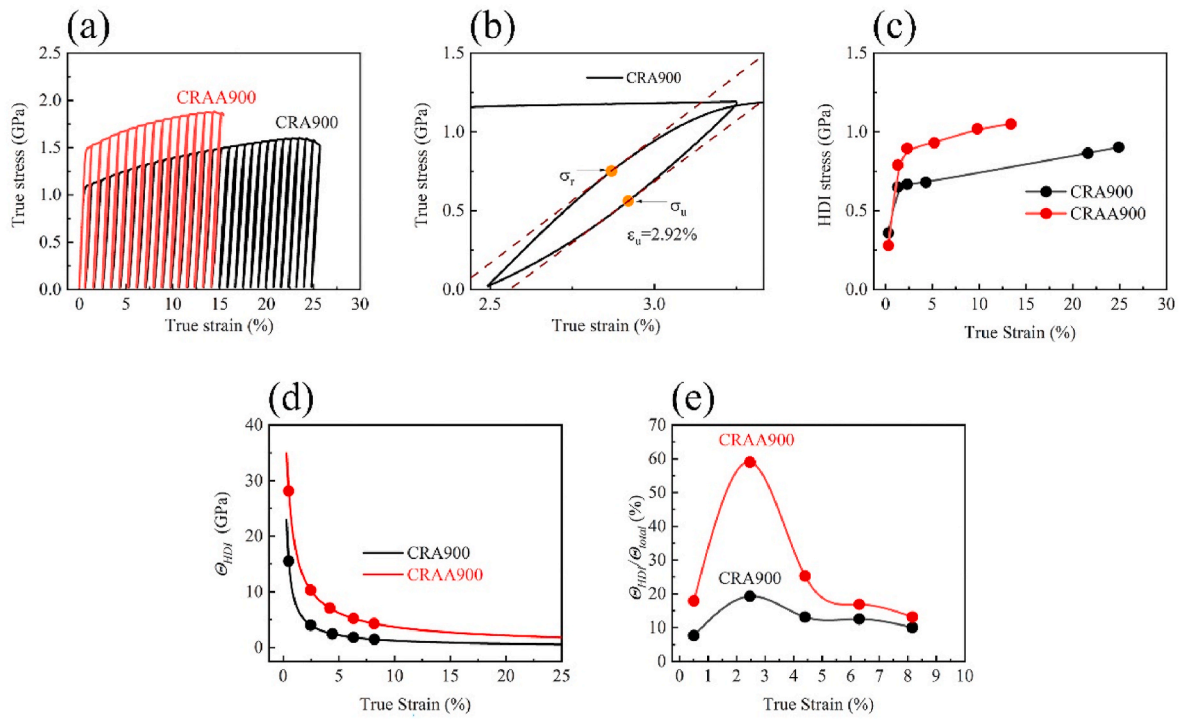 (a)
2.5
2.0
1.5
1.0
0.5
0.0
True stress (GPa)
CRAA900
CRA900
0 5 10 15 20 25 30
True strain (%)
(b)
1.5
1.0
0.5
0.0
True stress (GPa)
CRA900
σr
σu
εu=2.92%
2.5 3.0
True strain (%)
(c)
1.5
1.0
0.5
0.0
HDI stress (GPa)
CRA900
CRAA900
0 5 10 15 20 25 30
True Strain (%)
(d)
40
30
20
10
0
ΘHDI (GPa)
CRA900
CRAA900
0 5 10 15 20 25
True Strain (%)
(e)
70
60
50
40
30
20
10
0
ΘHDI/Θtotal (%)
CRAA900
CRA900
0 1 2 3 4 5 6 7 8 9 10
True Strain (%)